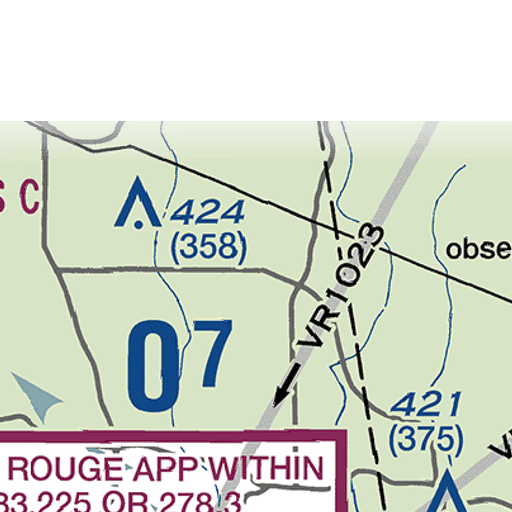 S C
424
(358)
VR1023
obse
07
421
(375)
ROUGE APP WITHIN
33.225 OR 278.3